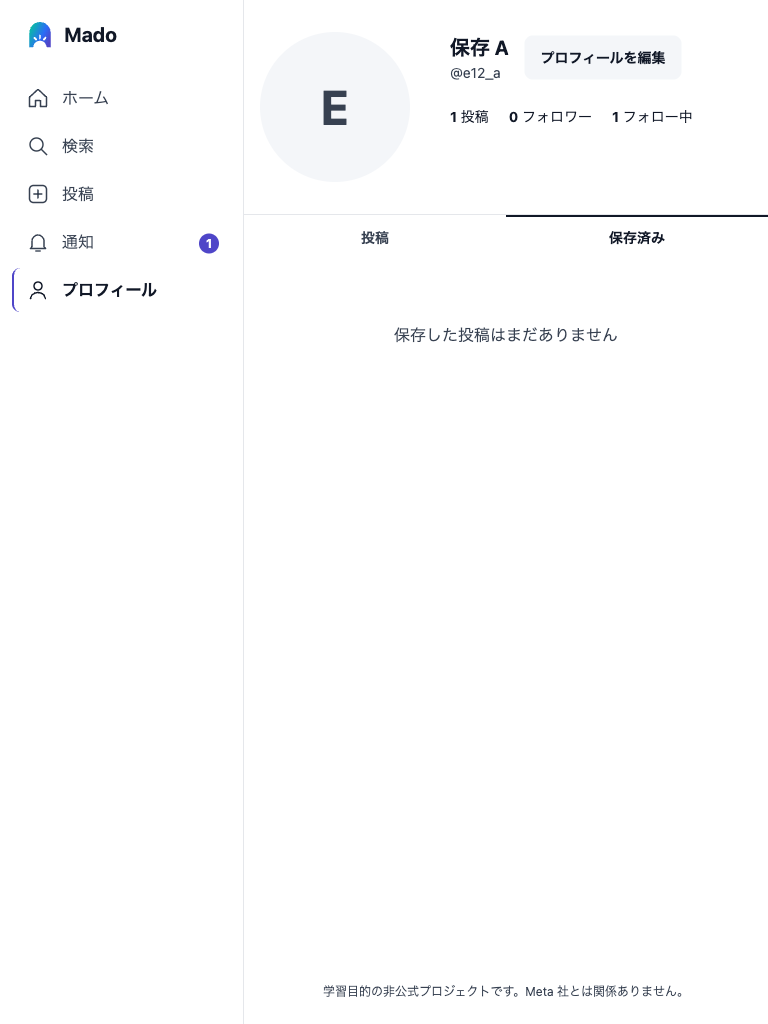 Mado
ホーム
検索
投稿
通知
1
プロフィール
E
保存 A
@e12_a
プロフィールを編集
1 投稿 0 フォロワー 1 フォロー中
投稿
保存済み
保存した投稿はまだありません
学習目的の非公式プロジェクトです。Meta 社とは関係ありません。